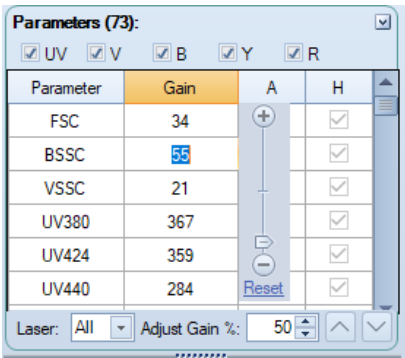 Parameters (73):
UV V B Y R
Parameter Gain A H
FSC 34
BSSC 55
VSSC 21
UV380 367
UV424 359
UV440 284 Reset
Laser: All Adjust Gain %: 50